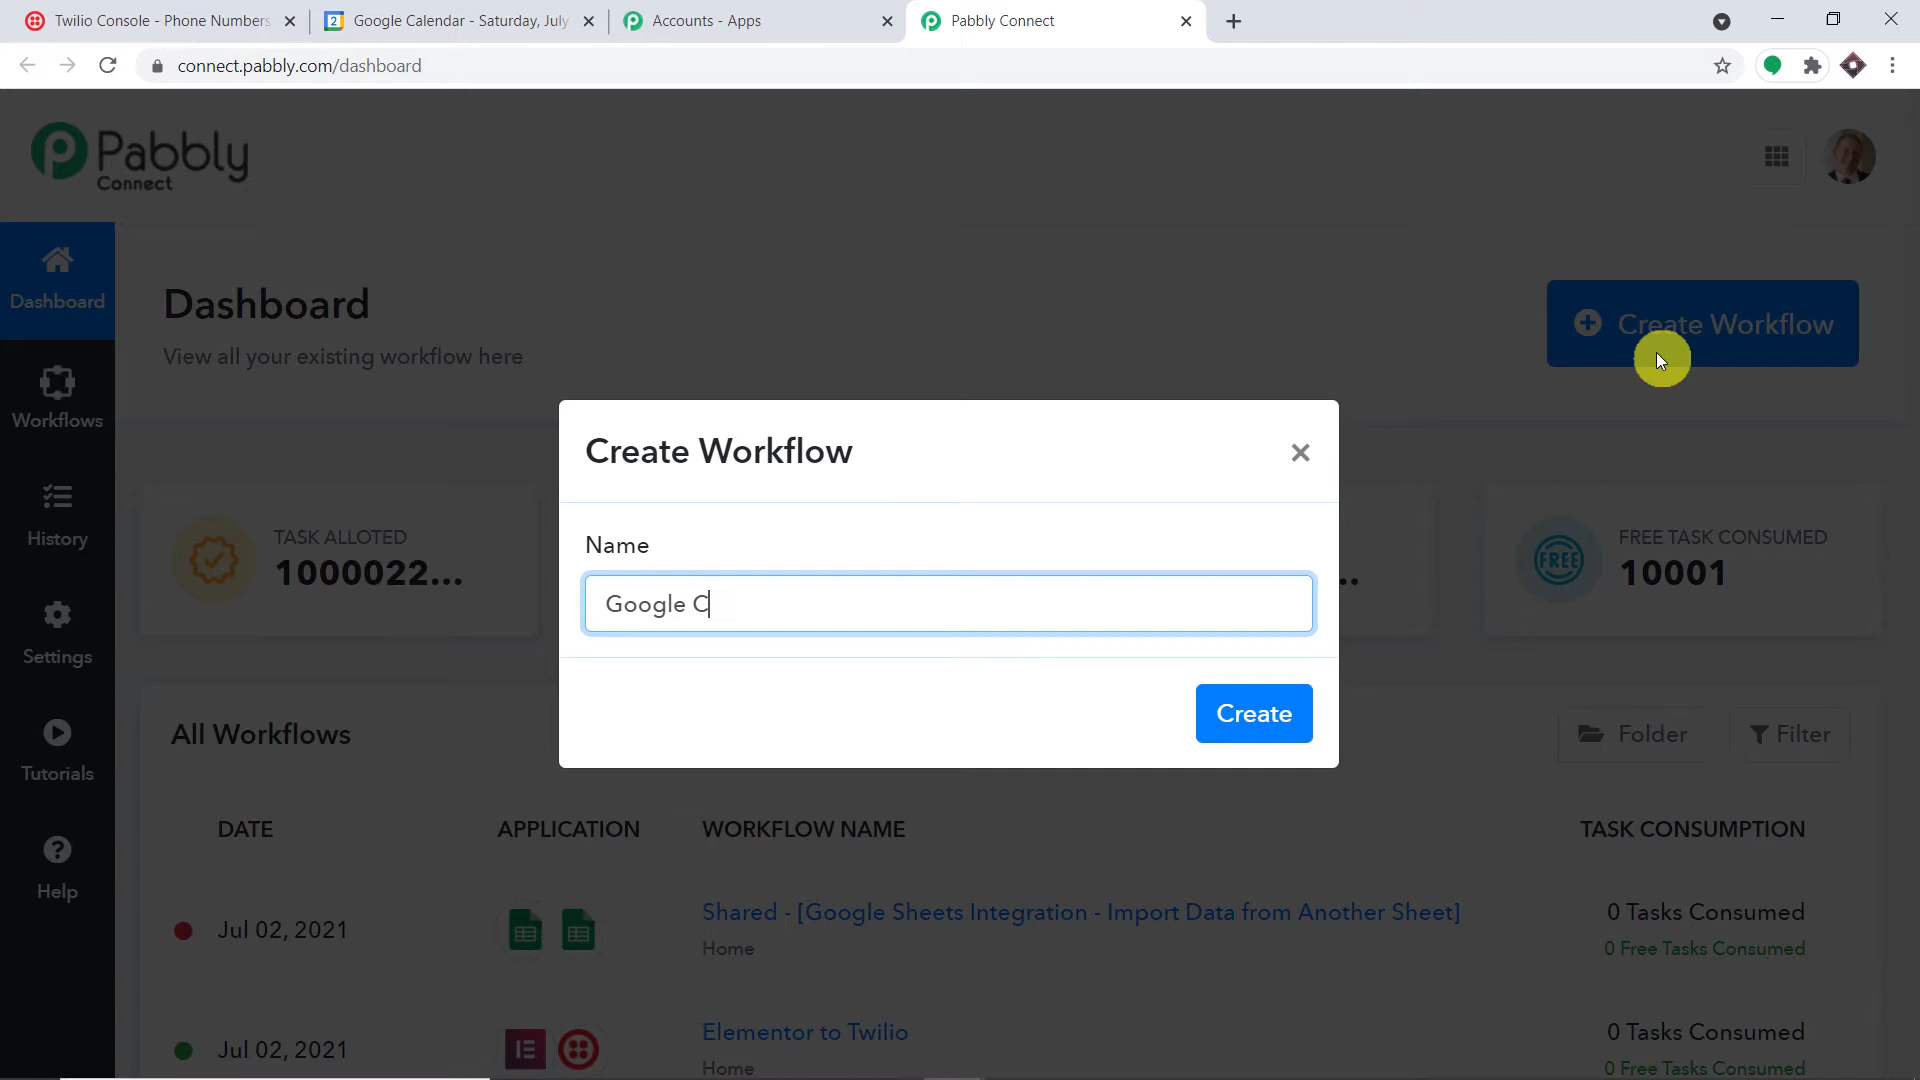 Twilio Console - Phone Numbers
Google Calendar - Saturday, July
Accounts - Apps
Pabbly Connect
connect.pabbly.com/dashboard
Pabbly
Connect
Dashboard
Dashboard
View all your existing workflow here
Create Workflow
Workflows
Create Workflow
TASK ALLOTED
1000022...
Name
Google C
...
FREE
FREE TASK CONSUMED
10001
History
Settings
Create
All Workflows
Folder
Filter
Tutorials
DATE
APPLICATION
WORKFLOW NAME
TASK CONSUMPTION
Help
Jul 02, 2021
Shared - [Google Sheets Integration - Import Data from Another Sheet]
Home
0 Tasks Consumed
0 Free Tasks Consumed
Jul 02, 2021
Elementor to Twilio
Home
0 Tasks Consumed
0 Free Tasks Consumed